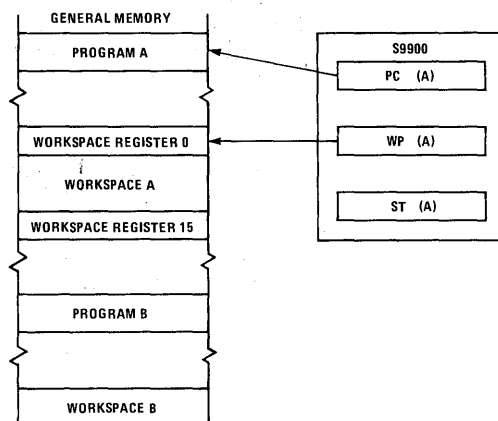 GENERAL MEMORY
PROGRAM A
WORKSPACE REGISTER 0
WORKSPACE A
WORKSPACE REGISTER 15
PROGRAM B
WORKSPACE B
S9900
PC (A)
WP (A)
ST (A)